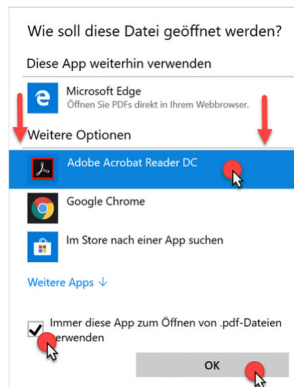 Wie soll diese Datei geöffnet werden?
Diese App weiterhin verwenden
Microsoft Edge
Öffnen Sie PDFs direkt in Ihrem Webbrowser.
Weitere Optionen
Adobe Acrobat Reader DC
Google Chrome
Im Store nach einer App suchen
Weitere Apps ↓
Immer diese App zum Öffnen von .pdf-Dateien
verwenden
OK